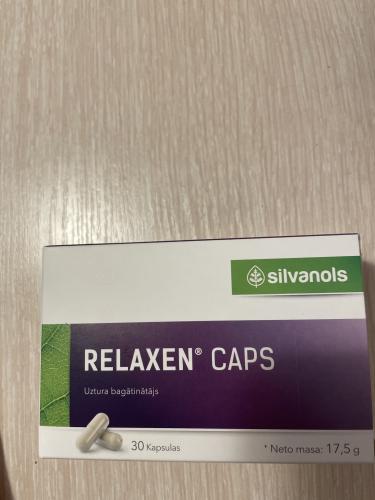 silvanols
RELAXEN® CAPS
Uztura bagātinātājs
30 Kapsulas
* Neto masa: 17,5 g